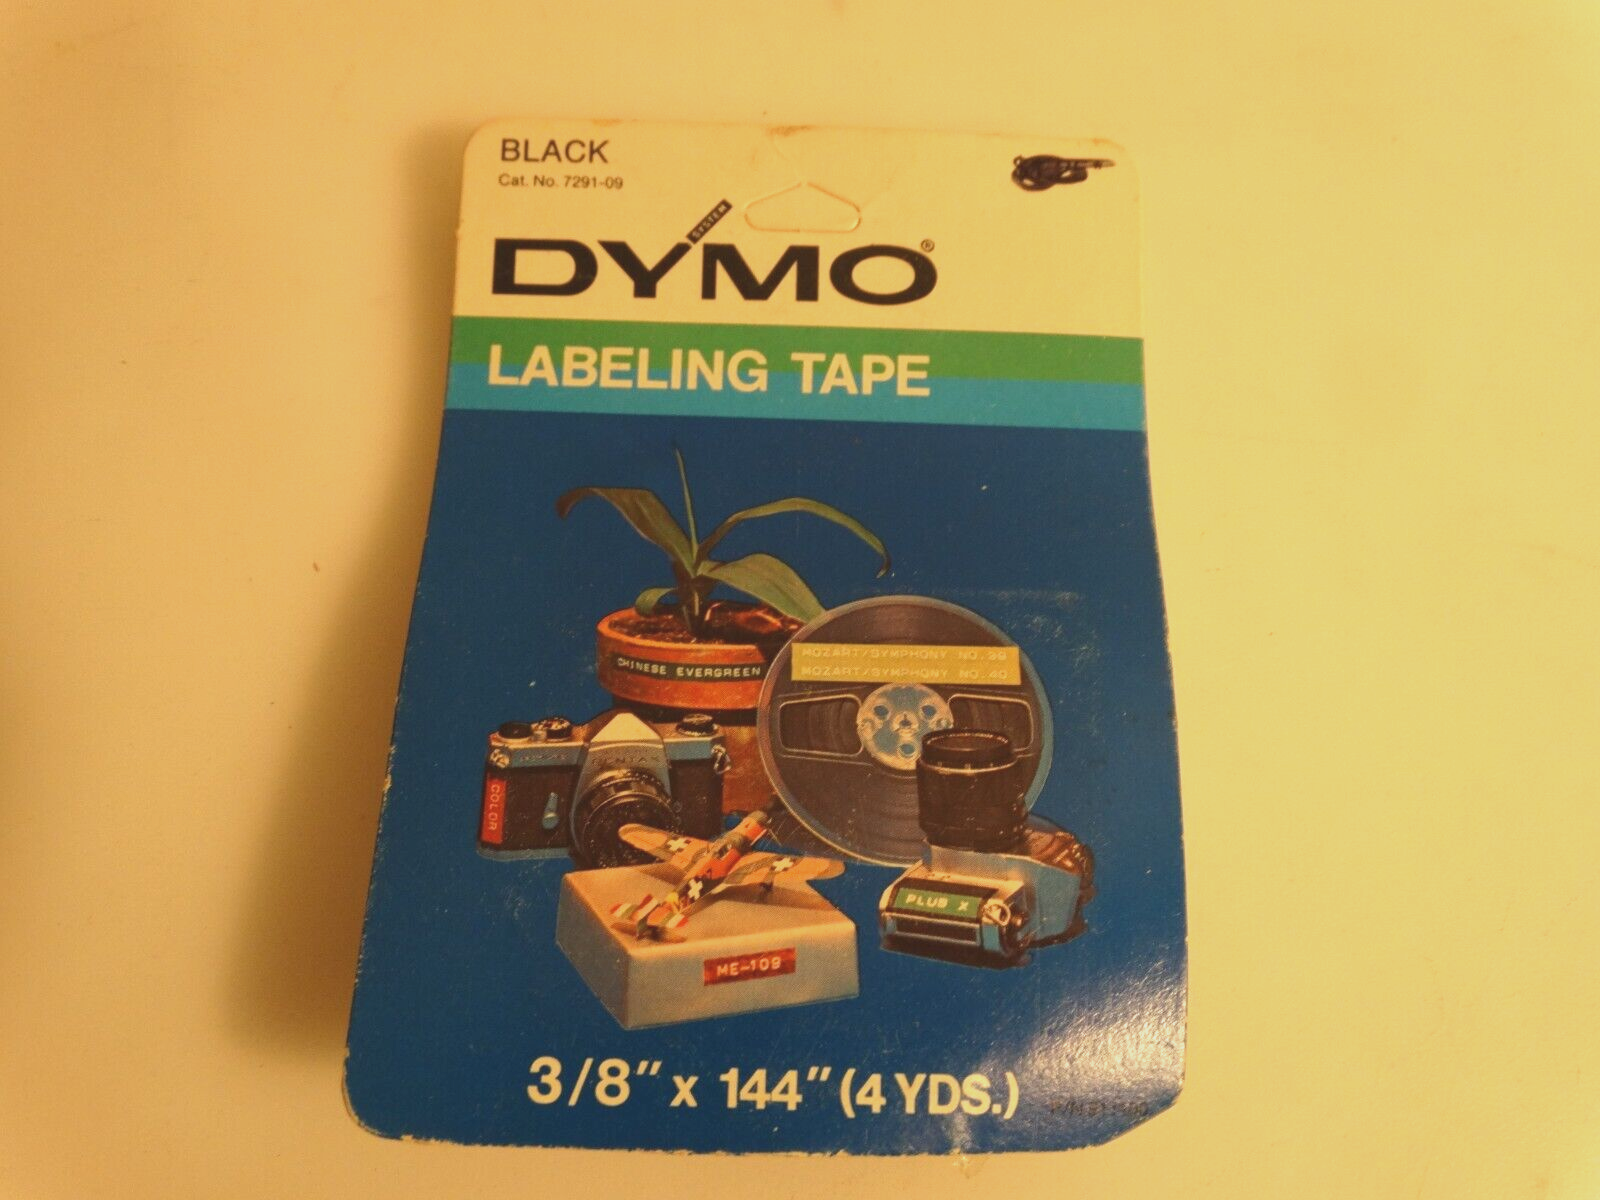 BLACK
Cat. No. 7291-09
SYSTEM
DYMO®
LABELING TAPE
CHINESE EVERGREEN
MOZART/SYMPHONY NO.39
MOZART/SYMPHONY NO.40
PENTAX
COLOR
PLUS X
ME-109
3/8" x 144" (4 YDS.)
P/N